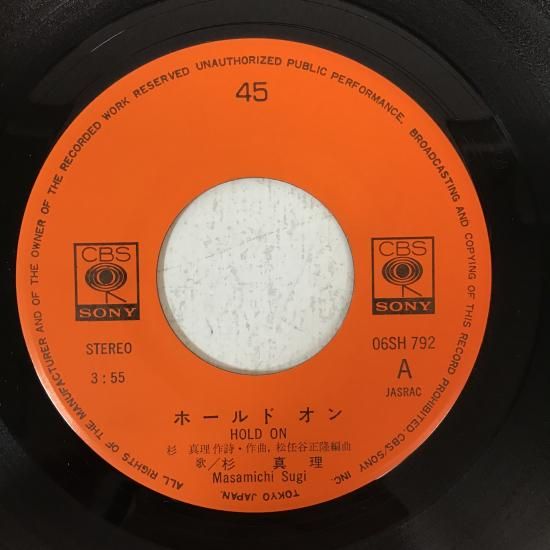 ALL RIGHTS OF THE MANUFACTURER AND OF THE OWNER OF THE RECORDED WORK RESERVED UNAUTHORIZED PUBLIC PERFORMANCE, BROADCASTING AND COPYING OF THIS RECORD PROHIBITED. CBS/SONY INC. TOKYO JAPAN.
45
CBS
SONY
CBS
SONY
STEREO
3:55
06SH 792
A
JASRAC
ホールド オン
HOLD ON
杉 真理作詩・作曲, 松任谷正隆編曲
歌/杉 真 理
Masamichi Sugi